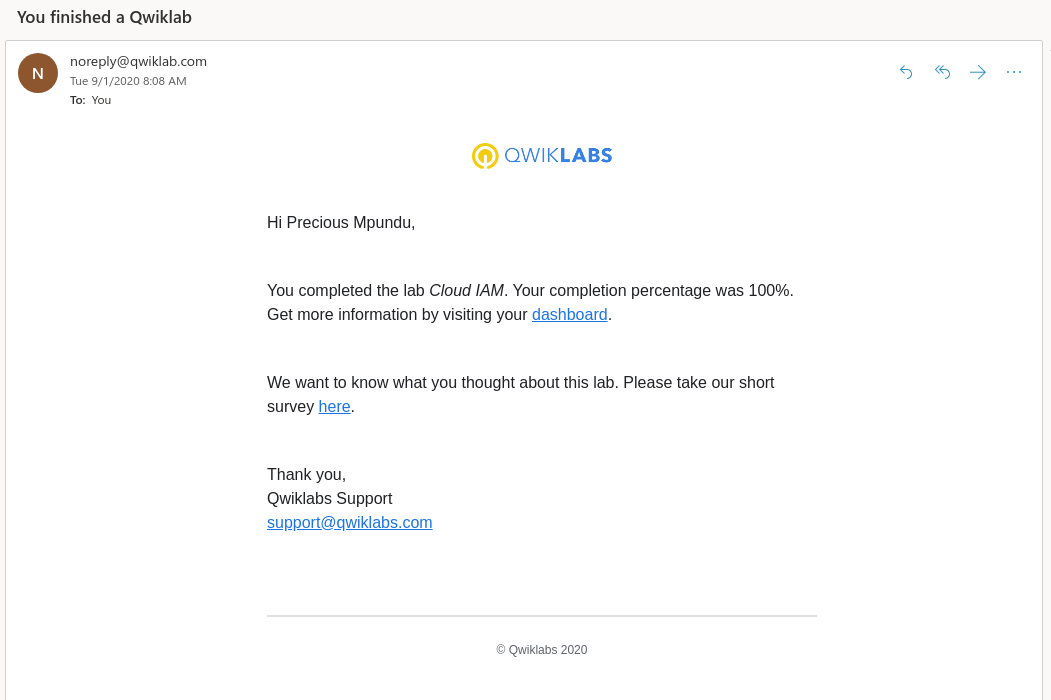 You finished a Qwiklab
N
noreply@qwiklab.com
Tue 9/1/2020 8:08 AM
To: You
QWIKLABS
Hi Precious Mpundu,
You completed the lab Cloud IAM. Your completion percentage was 100%.
Get more information by visiting your dashboard.
We want to know what you thought about this lab. Please take our short
survey here.
Thank you,
Qwiklabs Support
support@qwiklabs.com
© Qwiklabs 2020